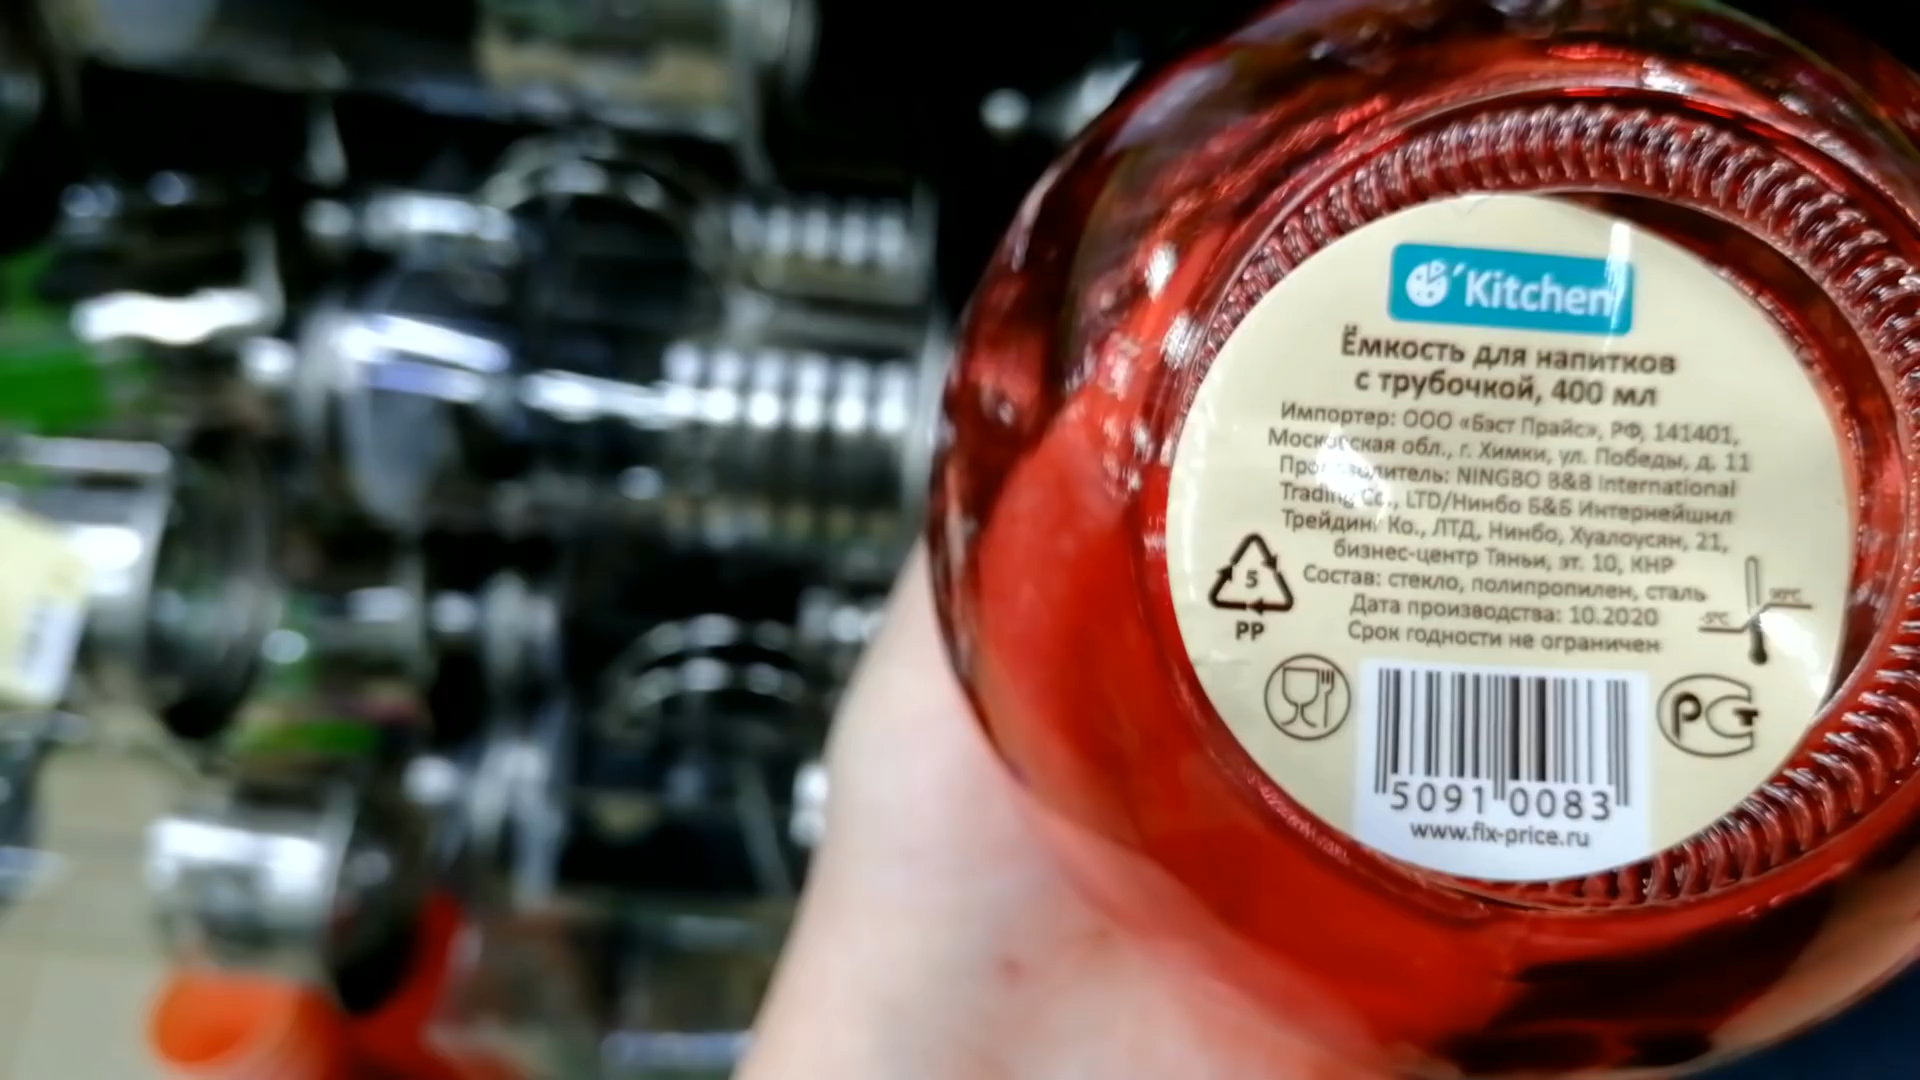 'Kitchen
Ёмкость для напитков
с трубочкой, 400 мл
Импортер: ООО «Бэст Прайс», РФ, 141401,
Московская обл., г. Химки, ул. Победы, д. 11
Производитель: NINGBO B&B International
Trading Co., LTD/Нинбо Б&Б Интернейшнл
Трейдинг Ко., ЛТД, Нинбо, Хуалоусян, 21,
бизнес-центр Тяньи, эт. 10, КНР
Состав: стекло, полипропилен, сталь
Дата производства: 10.2020
Срок годности не ограничен
5
PP
-5°C
90°C
РСТ
5091 0083
www.fix-price.ru